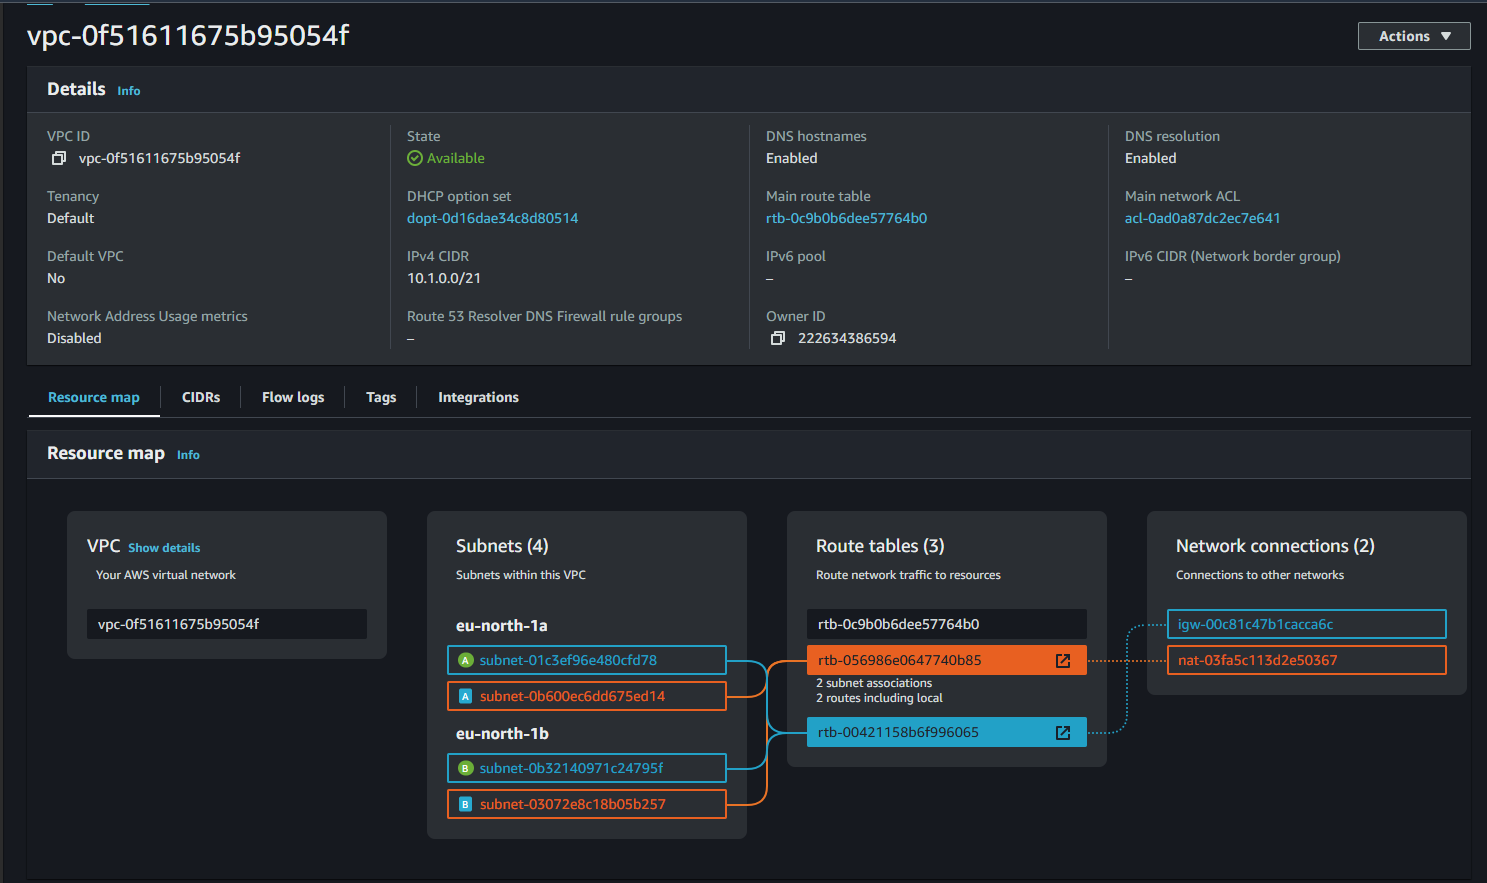 vpc-0f51611675b95054f
Actions
Details Info
VPC ID
vpc-0f51611675b95054f
State
Available
DNS hostnames
Enabled
DNS resolution
Enabled
Tenancy
Default
DHCP option set
dopt-0d16dae34c8d80514
Main route table
rtb-0c9b0b6dee57764b0
Main network ACL
acl-0ad0a87dc2ec7e641
Default VPC
No
IPv4 CIDR
10.1.0.0/21
IPv6 pool
–
IPv6 CIDR (Network border group)
–
Network Address Usage metrics
Disabled
Route 53 Resolver DNS Firewall rule groups
–
Owner ID
222634386594
Resource map CIDRs Flow logs Tags Integrations
Resource map Info
VPC Show details
Your AWS virtual network
vpc-0f51611675b95054f
Subnets (4)
Subnets within this VPC
eu-north-1a
A subnet-01c3ef96e480cfd78
A subnet-0b600ec6dd675ed14
eu-north-1b
B subnet-0b32140971c24795f
B subnet-03072e8c18b05b257
Route tables (3)
Route network traffic to resources
rtb-0c9b0b6dee57764b0
rtb-056986e0647740b85
2 subnet associations
2 routes including local
rtb-00421158b6f996065
Network connections (2)
Connections to other networks
igw-00c81c47b1cacca6c
nat-03fa5c113d2e50367